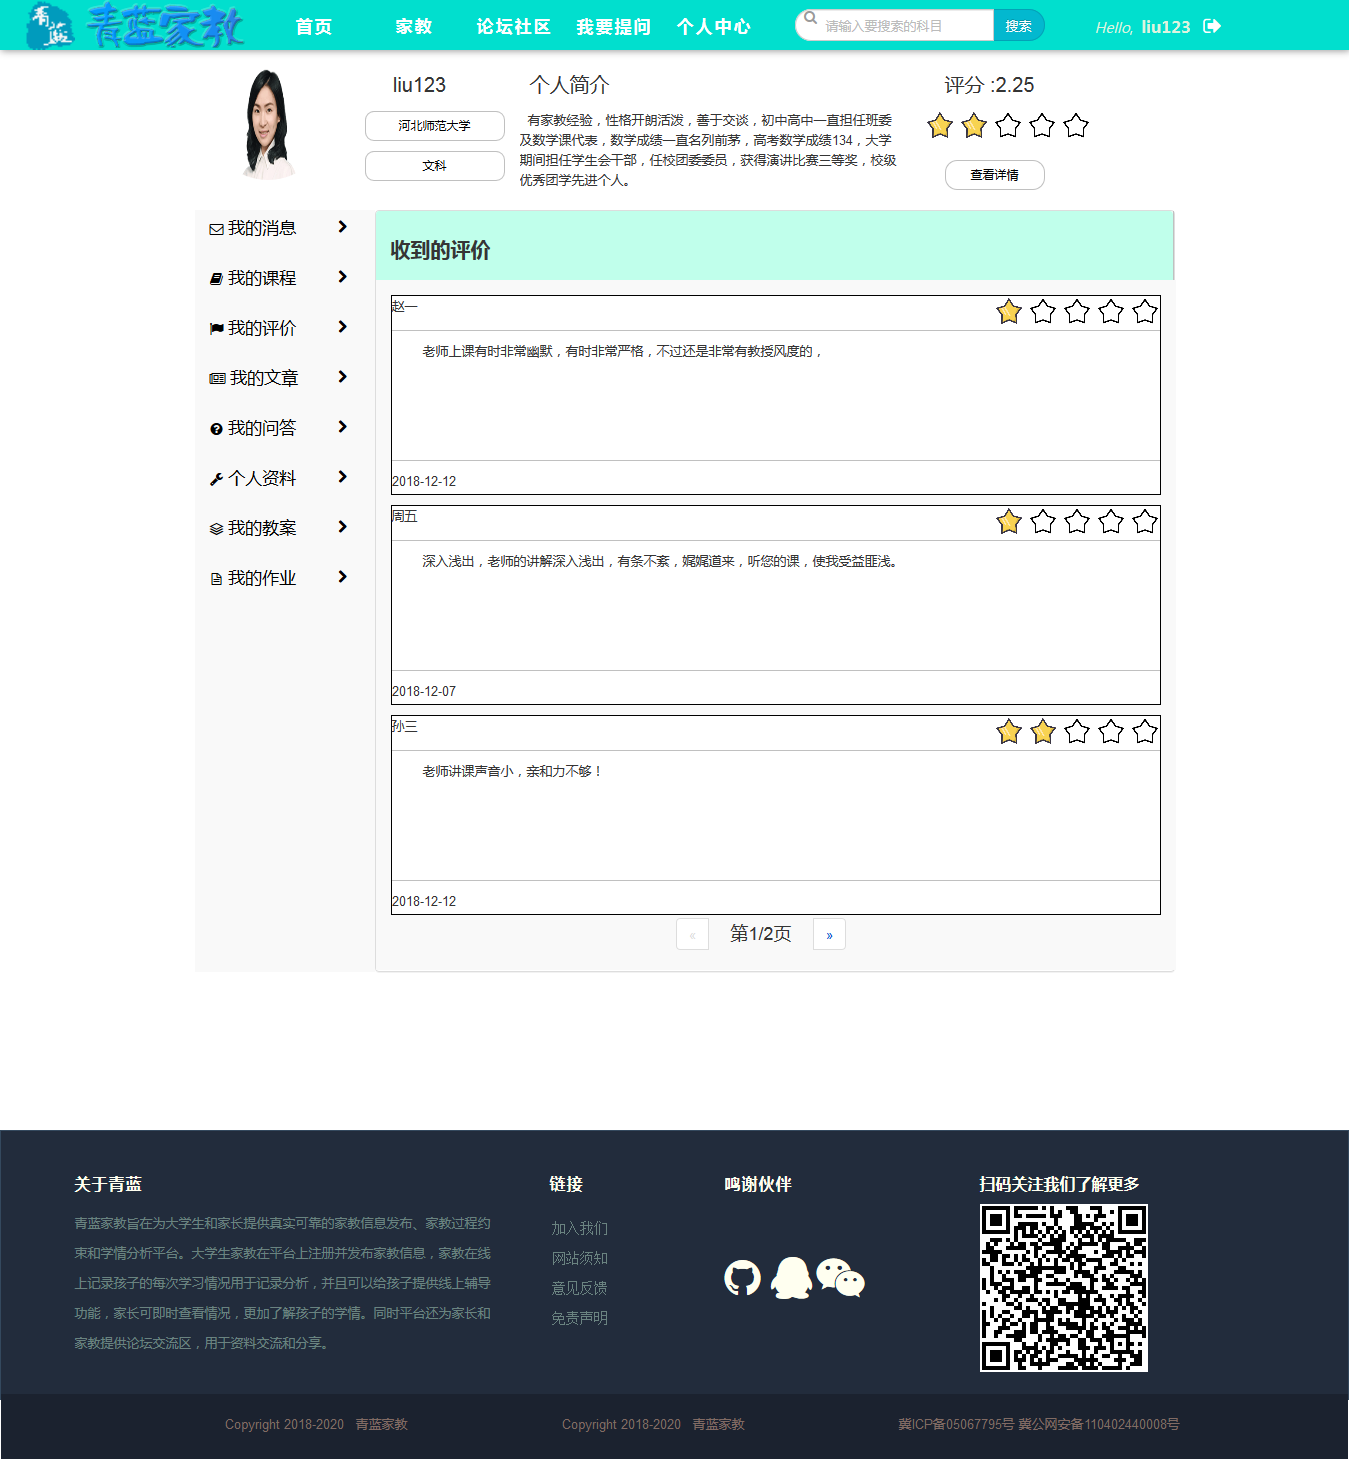 青蓝 青蓝家教 首页 家教 论坛社区 我要提问 个人中心 请输入要搜索的科目 搜索 Hello, liu123
liu123 个人简介 评分 :2.25
河北师范大学
文科
有家教经验，性格开朗活泼，善于交谈，初中高中一直担任班委
及数学课代表，数学成绩一直名列前茅，高考数学成绩134，大学
期间担任学生会干部，任校团委委员，获得演讲比赛三等奖，校级
优秀团学先进个人。
查看详情
我的消息
我的课程
我的评价
我的文章
我的问答
个人资料
我的教案
我的作业
收到的评价
赵一
老师上课有时非常幽默，有时非常严格，不过还是非常有教授风度的，
2018-12-12
周五
深入浅出，老师的讲解深入浅出，有条不紊，娓娓道来，听您的课，使我受益匪浅。
2018-12-07
孙三
老师讲课声音小，亲和力不够！
2018-12-12
« 第1/2页 »
关于青蓝
青蓝家教旨在为大学生和家长提供真实可靠的家教信息发布、家教过程约
束和学情分析平台。大学生家教在平台上注册并发布家教信息，家教在线
上记录孩子的每次学习情况用于记录分析，并且可以给孩子提供线上辅导
功能，家长可即时查看情况，更加了解孩子的学情。同时平台还为家长和
家教提供论坛交流区，用于资料交流和分享。
链接
加入我们
网站须知
意见反馈
免责声明
鸣谢伙伴
扫码关注我们了解更多
Copyright 2018-2020 青蓝家教 Copyright 2018-2020 青蓝家教 冀ICP备05067795号 冀公网安备110402440008号